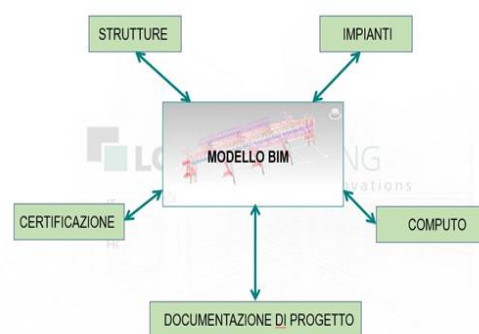 STRUTTURE
IMPIANTI
MODELLO BIM
CERTIFICAZIONE
COMPUTO
DOCUMENTAZIONE DI PROGETTO